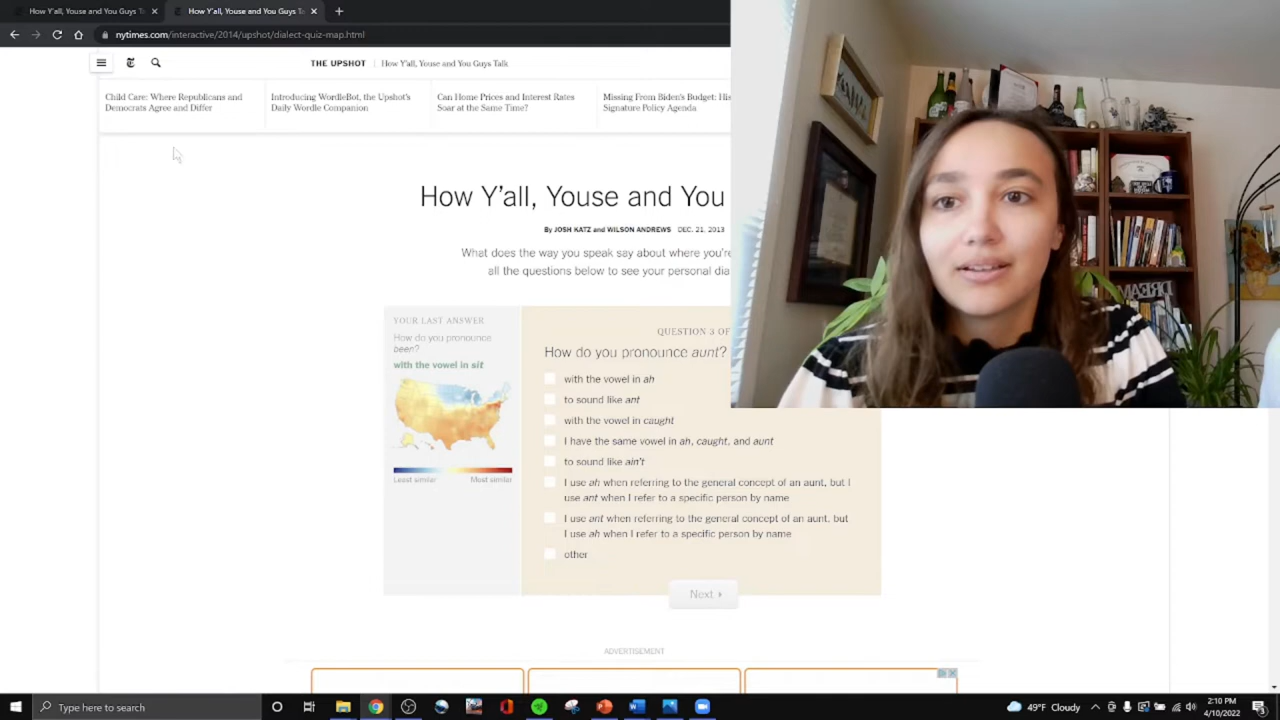 How Y'all, Youse and You Guys T
How Y'all, Youse and You Guys T
nytimes.com/interactive/2014/upshot/dialect-quiz-map.html
THE UPSHOT | How Y'all, Youse and You Guys Talk
Child Care: Where Republicans and
Democrats Agree and Differ
Introducing WordleBot, the Upshot's
Daily Wordle Companion
Can Home Prices and Interest Rates
Soar at the Same Time?
Missing From Biden's Budget: His
Signature Policy Agenda
How Y'all, Youse and You
By JOSH KATZ and WILSON ANDREWS DEC. 21, 2013
What does the way you speak say about where you're
all the questions below to see your personal dia
YOUR LAST ANSWER
How do you pronounce
been?
with the vowel in sit
Least similar Most similar
QUESTION 3 OF
How do you pronounce aunt?
with the vowel in ah
to sound like ant
with the vowel in caught
I have the same vowel in ah, caught, and aunt
to sound like ain't
I use ah when referring to the general concept of an aunt, but I
use ant when I refer to a specific person by name
I use ant when referring to the general concept of an aunt, but
I use ah when I refer to a specific person by name
other
Next
ADVERTISEMENT
DREAM
Type here to search
49°F Cloudy
2:10 PM
4/10/2022